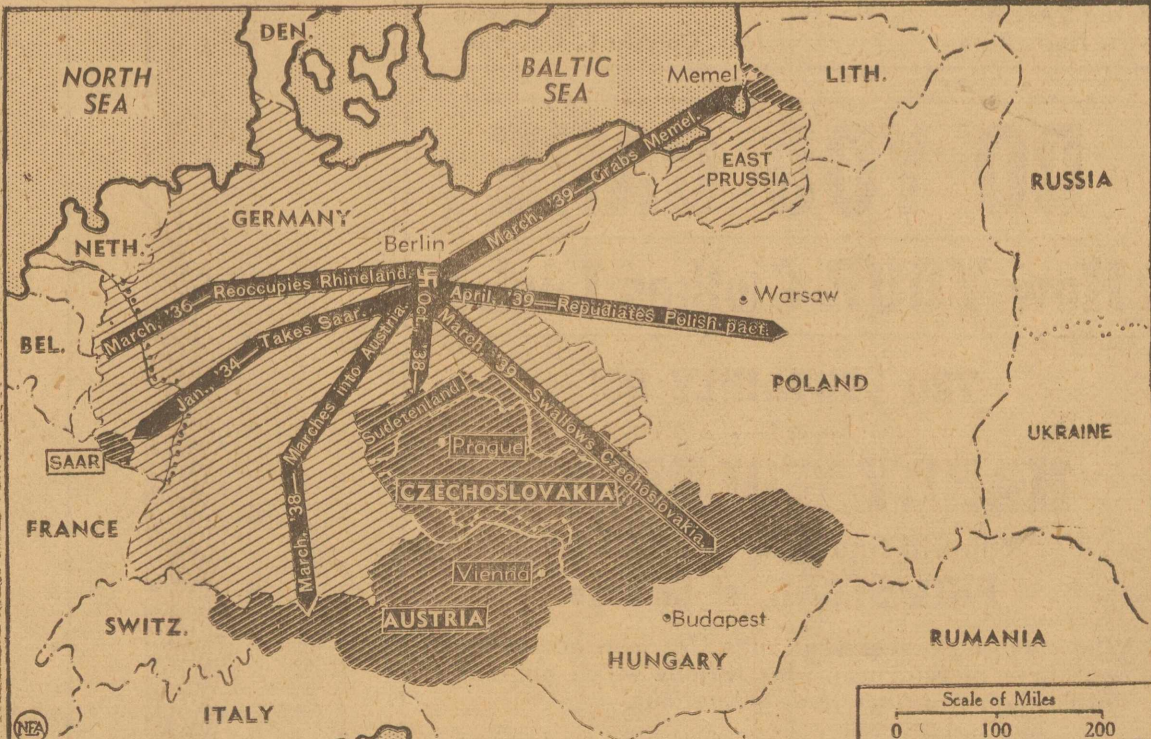 NORTH
SEA
DEN.
BALTIC
SEA
Memel
LITH.
EAST
PRUSSIA
RUSSIA
GERMANY
NETH.
Berlin
March, '39—Grabs Memel.
March, '36—Reoccupies Rhineland.
April, '39—Repudiates Polish pact.
Warsaw
BEL.
Jan., '34—Takes Saar.
March, '38—Marches into Austria.
Oct., '38
Sudetenland.
March, '39—Swallows Czechoslovakia.
POLAND
UKRAINE
SAAR
Prague
CZECHOSLOVAKIA
FRANCE
Vienna
AUSTRIA
SWITZ.
Budapest
HUNGARY
RUMANIA
ITALY
NEA
Scale of Miles
0 100 200